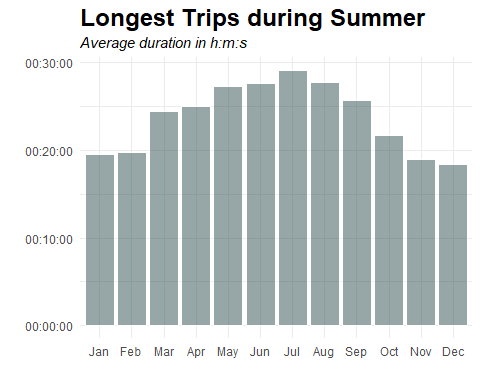 Longest Trips during Summer
Average duration in h:m:s
00:30:00
00:20:00
00:10:00
00:00:00
Jan Feb Mar Apr May Jun Jul Aug Sep Oct Nov Dec